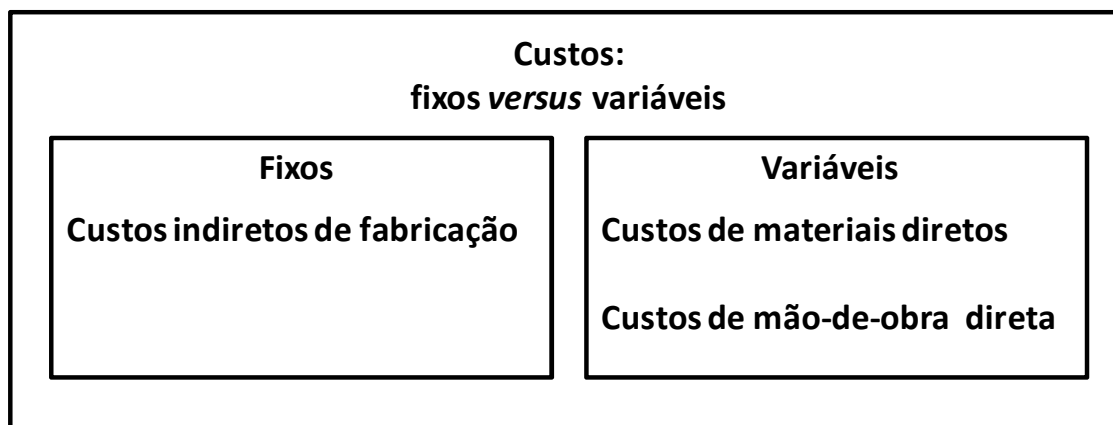 Custos:
fixos versus variáveis
Fixos
Custos indiretos de fabricação
Variáveis
Custos de materiais diretos
Custos de mão-de-obra direta